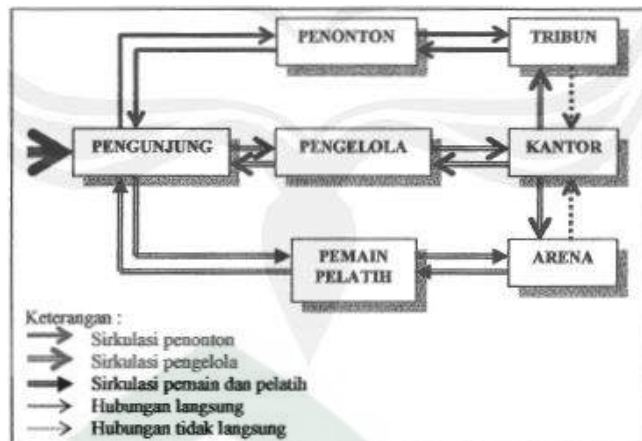 PENONTON
TRIBUN
PENGUNJUNG
PENGELOLA
KANTOR
PEMAIN
PELATIH
ARENA
Keterangan :
Sirkulasi penonton
Sirkulasi pengelola
Sirkulasi pemain dan pelatih
Hubungan langsung
Hubungan tidak langsung